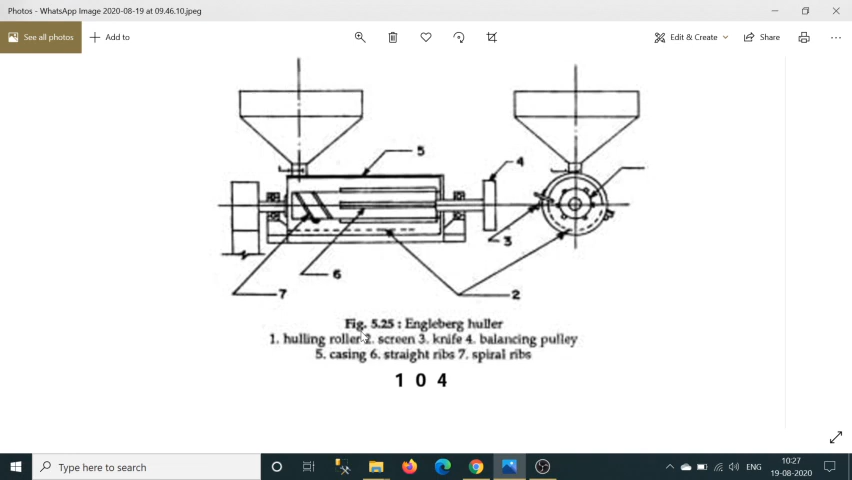 Photos - WhatsApp Image 2020-08-19 at 09.46.10.jpeg
See all photos
Add to
Edit & Create
Share
5
4
3
6
7
2
Fig. 5.25 : Engleberg huller
1. hulling roller 2. screen 3. knife 4. balancing pulley
5. casing 6. straight ribs 7. spiral ribs
1 0 4
Type here to search
ENG
10:27
19-08-2020